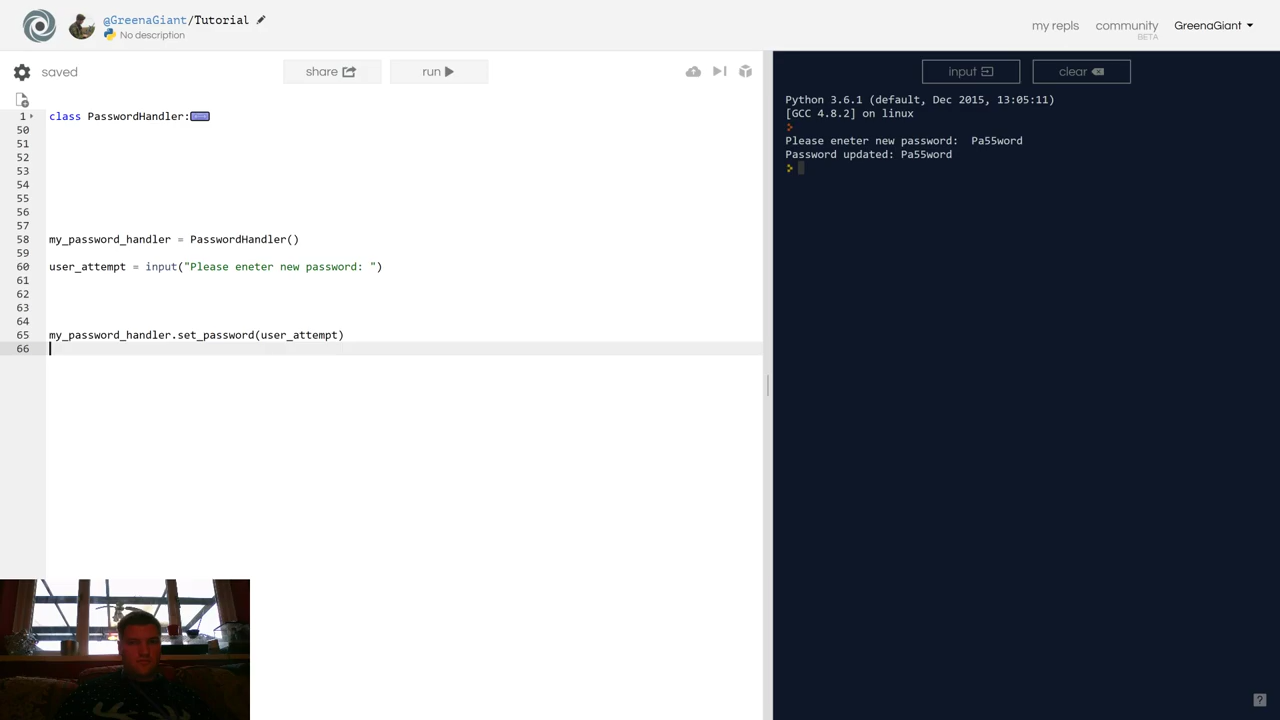 @GreenaGiant/Tutorial
No description
my repls
community
BETA
GreenaGiant
saved
share
run
input
clear
1 class PasswordHandler:
50
51
52
53
54
55
56
57
58 my_password_handler = PasswordHandler()
59
60 user_attempt = input("Please eneter new password: ")
61
62
63
64
65 my_password_handler.set_password(user_attempt)
66
Python 3.6.1 (default, Dec 2015, 13:05:11)
[GCC 4.8.2] on linux
Please eneter new password:  Pa55word
Password updated: Pa55word
?